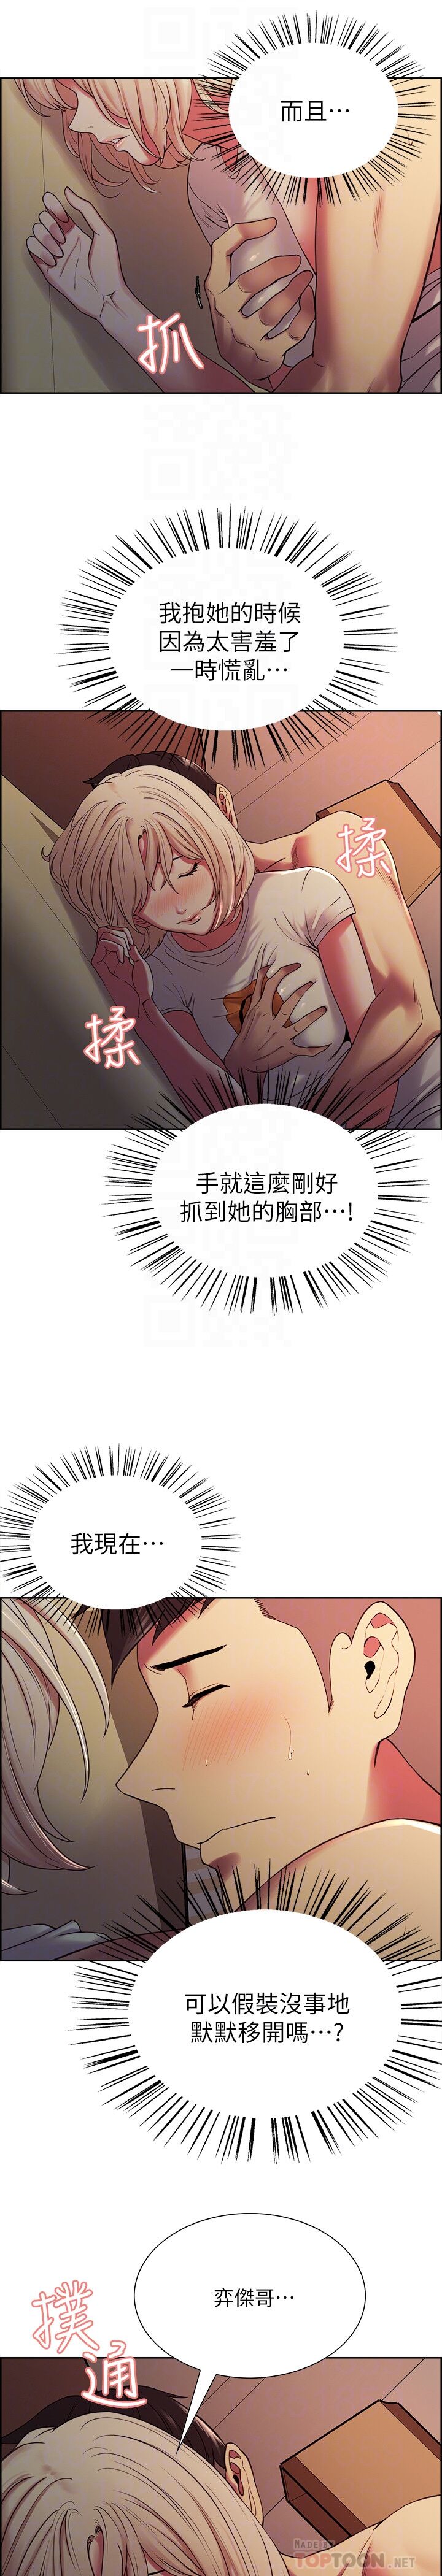 而且…
抓
我抱她的時候
因為太害羞了
一時慌亂…
揉
揉
手就這麼剛好
抓到她的胸部…!
我現在…
可以假裝沒事地
默默移開嗎…?
弈傑哥…
撲
通
MADE BY
TOPTOON.NET